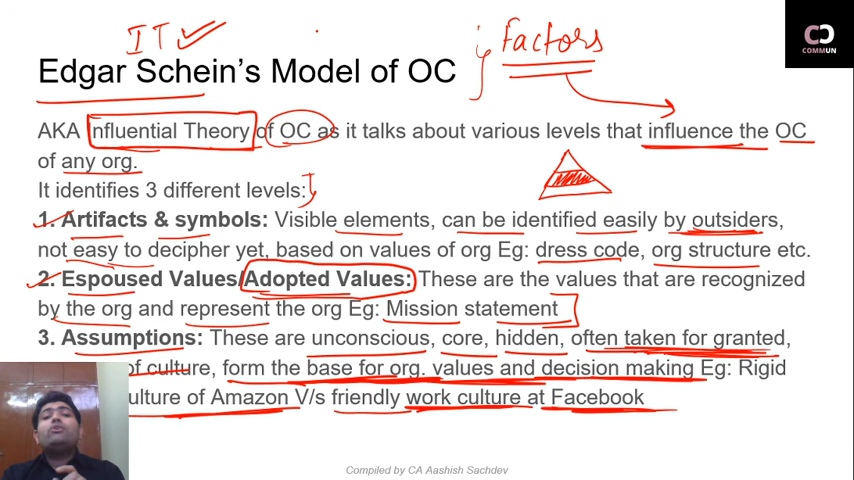 IT
Factors
COMMUN
Edgar Schein's Model of OC
AKA Influential Theory of OC as it talks about various levels that influence the OC
of any org.
It identifies 3 different levels:
1. Artifacts & symbols: Visible elements, can be identified easily by outsiders,
not easy to decipher yet, based on values of org Eg: dress code, org structure etc.
2. Espoused Values/Adopted Values: These are the values that are recognized
by the org and represent the org Eg: Mission statement
3. Assumptions: These are unconscious, core, hidden, often taken for granted,
of culture, form the base for org. values and decision making Eg: Rigid
culture of Amazon V/s friendly work culture at Facebook
Compiled by CA Aashish Sachdev